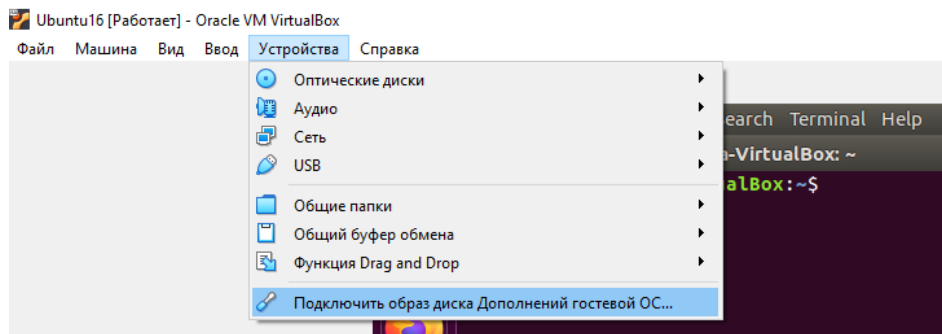 Ubuntu16 [Работает] - Oracle VM VirtualBox
Файл Машина Вид Ввод Устройства Справка
Оптические диски
Аудио
Сеть
USB
Общие папки
Общий буфер обмена
Функция Drag and Drop
Подключить образ диска Дополнений гостевой ОС...
earch Terminal Help
-VirtualBox: ~
alBox:~$